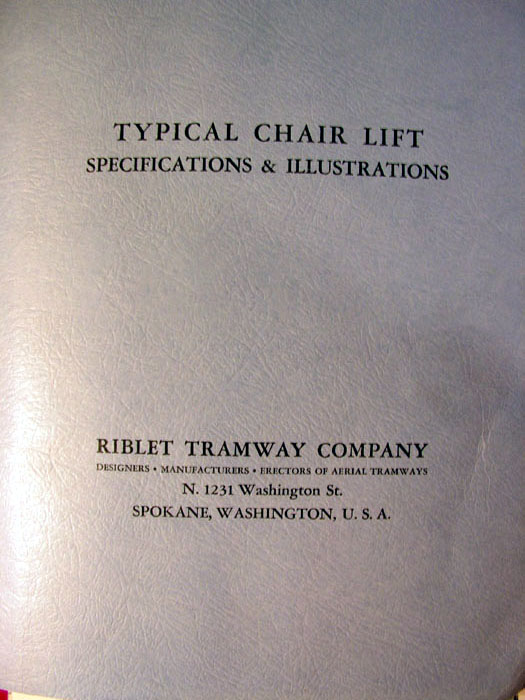 TYPICAL CHAIR LIFT
SPECIFICATIONS & ILLUSTRATIONS
RIBLET TRAMWAY COMPANY
DESIGNERS • MANUFACTURERS • ERECTORS OF AERIAL TRAMWAYS
N. 1231 Washington St.
SPOKANE, WASHINGTON, U. S. A.